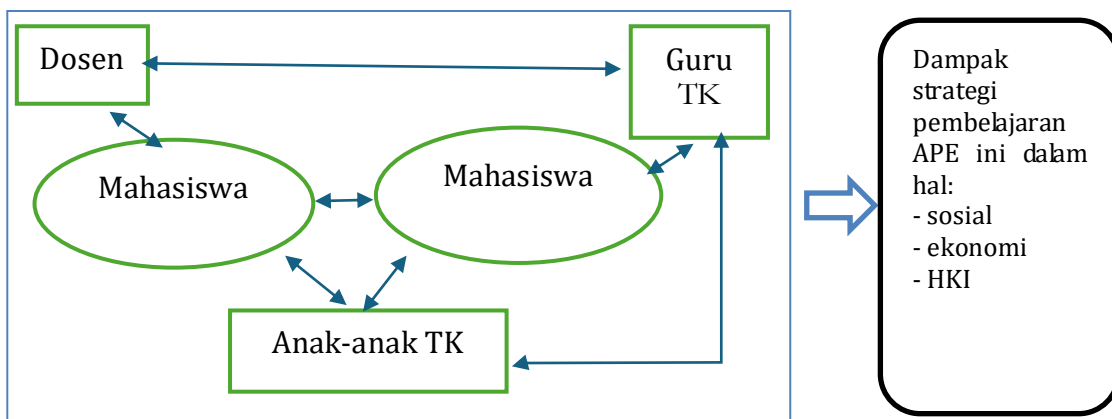 Dosen
Guru
TK
Mahasiswa
Mahasiswa
Anak-anak TK
Dampak
strategi
pembelajaran
APE ini dalam
hal:
- sosial
- ekonomi
- HKI